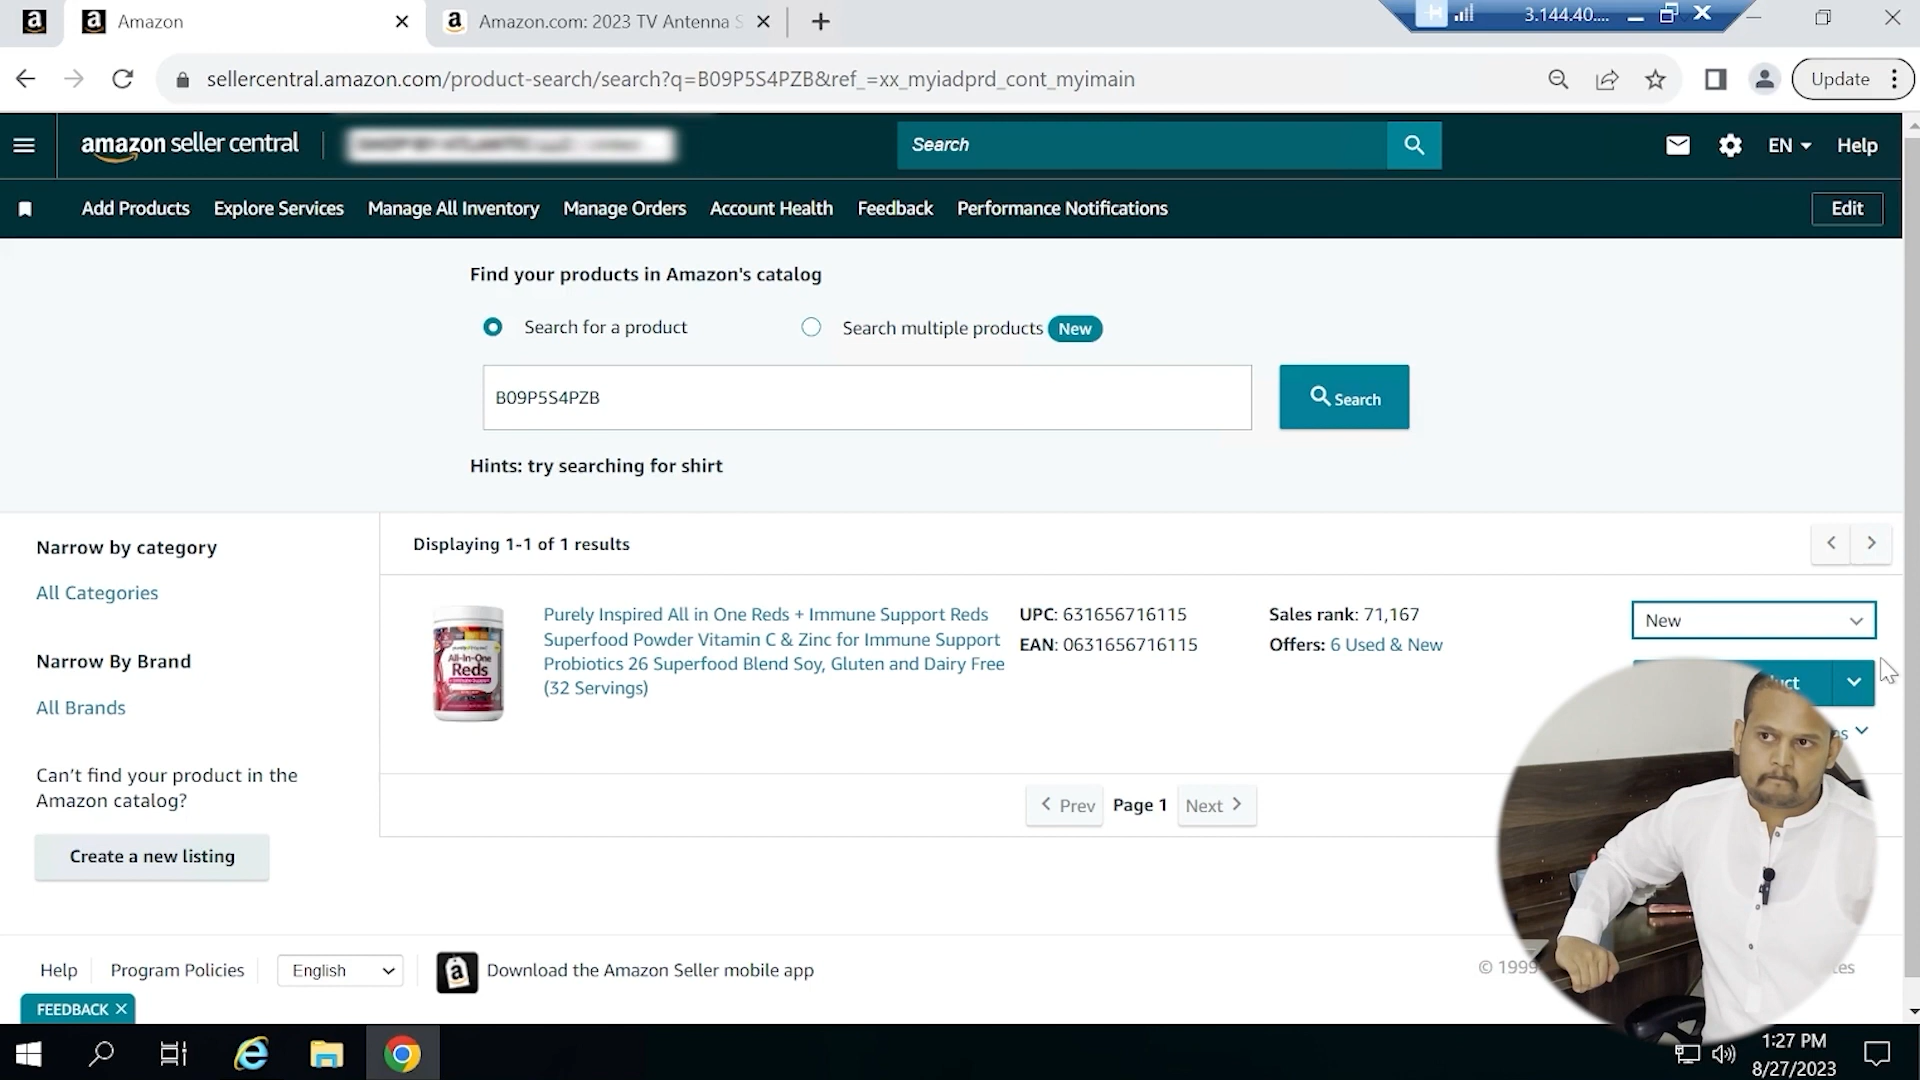 Amazon
Amazon.com: 2023 TV Antenna S
3.144.40....
sellercentral.amazon.com/product-search/search?q=B09P5S4PZB&ref_=xx_myiadprd_cont_myimain
Update
amazon seller central
Search
EN
Help
Add Products
Explore Services
Manage All Inventory
Manage Orders
Account Health
Feedback
Performance Notifications
Edit
Find your products in Amazon's catalog
Search for a product
Search multiple products
New
B09P5S4PZB
Search
Hints: try searching for shirt
Narrow by category
All Categories
Narrow By Brand
All Brands
Can't find your product in the
Amazon catalog?
Create a new listing
Displaying 1-1 of 1 results
All-In-One
Reds
Purely Inspired All in One Reds + Immune Support Reds
Superfood Powder Vitamin C & Zinc for Immune Support
Probiotics 26 Superfood Blend Soy, Gluten and Dairy Free
(32 Servings)
UPC: 631656716115
EAN: 0631656716115
Sales rank: 71,167
Offers: 6 Used & New
New
Prev
Page 1
Next
Help
Program Policies
English
Download the Amazon Seller mobile app
© 1999
FEEDBACK
1:27 PM
8/27/2023